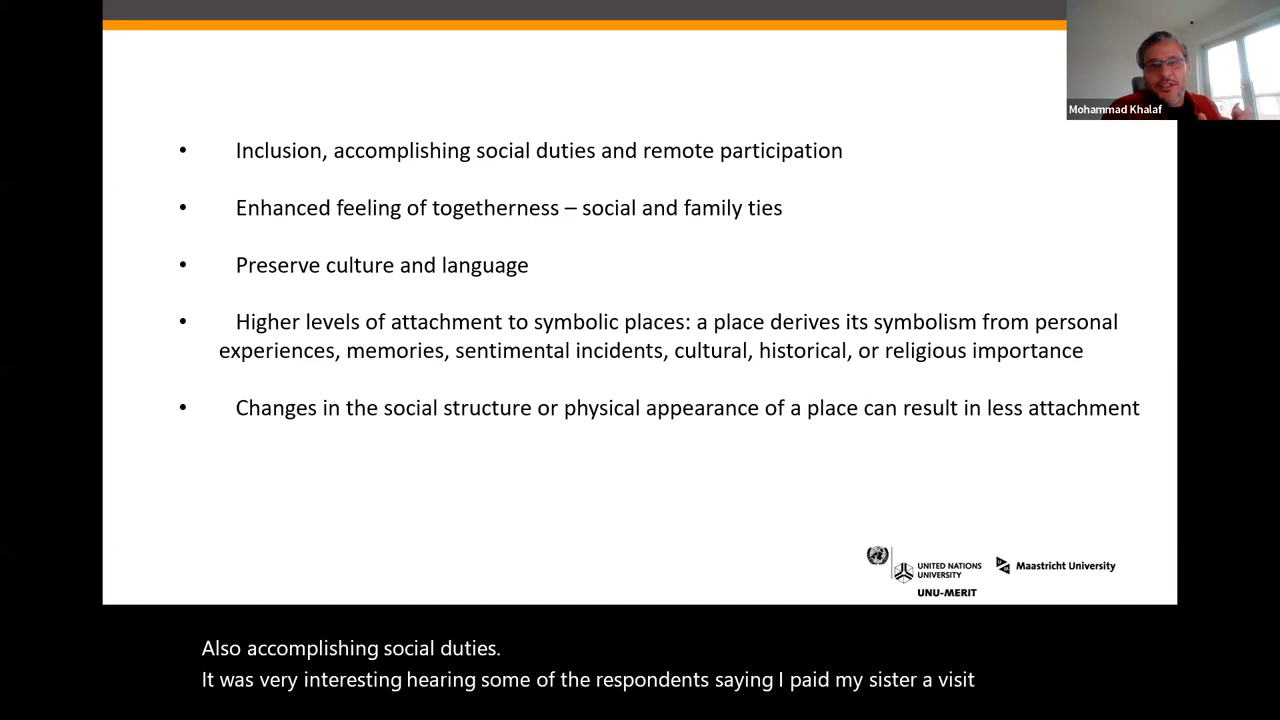 Mohammad Khalaf
• Inclusion, accomplishing social duties and remote participation
• Enhanced feeling of togetherness – social and family ties
• Preserve culture and language
• Higher levels of attachment to symbolic places: a place derives its symbolism from personal
experiences, memories, sentimental incidents, cultural, historical, or religious importance
• Changes in the social structure or physical appearance of a place can result in less attachment
UNITED NATIONS
UNIVERSITY
UNU-MERIT
Maastricht University
Also accomplishing social duties.
It was very interesting hearing some of the respondents saying I paid my sister a visit